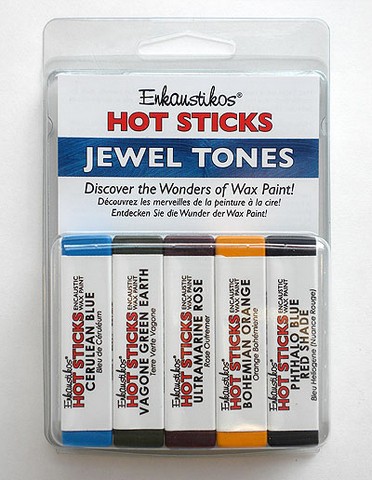 Enkaustikos®
HOT STICKS
JEWEL TONES
Discover the Wonders of Wax Paint!
Découvrez les merveilles de la peinture à la cire!
Entdecken Sie die Wunder der Wax Paint!
Enkaustikos®
HOT STICKS ENCAUSTIC WAX PAINT
CERULEAN BLUE
Bleu de Ceruléum
Enkaustikos®
HOT STICKS ENCAUSTIC WAX PAINT
VAGONE GREEN EARTH
Terre Verte Vagone
Enkaustikos®
HOT STICKS ENCAUSTIC WAX PAINT
ULTRAMARINE ROSE
Rose Outremer
Enkaustikos®
HOT STICKS ENCAUSTIC WAX PAINT
BOHEMIAN ORANGE
Orange Bohémienne
Enkaustikos®
HOT STICKS ENCAUSTIC WAX PAINT
PHTHALO BLUE
RED SHADE
Bleu Heliogene (Nuance Rouge)